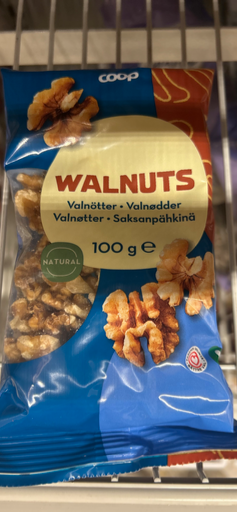 coop
WALNUTS
Valnötter • Valnødder
Valnøtter • Saksanpähkinä
100 g e
NATURAL